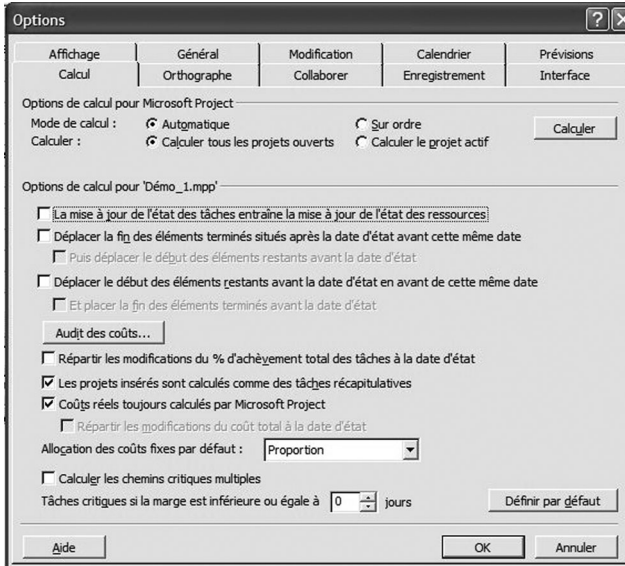 Options
Affichage Général Modification Calendrier Prévisions
Calcul Orthographe Collaborer Enregistrement Interface
Options de calcul pour Microsoft Project
Mode de calcul : Automatique Sur ordre Calculer
Calculer : Calculer tous les projets ouverts Calculer le projet actif
Options de calcul pour 'Démo_1.mpp'
La mise à jour de l'état des tâches entraîne la mise à jour de l'état des ressources
Déplacer la fin des éléments terminés situés après la date d'état avant cette même date
Puis déplacer le début des éléments restants avant la date d'état
Déplacer le début des éléments restants avant la date d'état en avant de cette même date
Et placer la fin des éléments terminés avant la date d'état
Audit des coûts...
Répartir les modifications du % d'achèvement total des tâches à la date d'état
Les projets insérés sont calculés comme des tâches récapitulatives
Coûts réels toujours calculés par Microsoft Project
Répartir les modifications du coût total à la date d'état
Allocation des coûts fixes par défaut : Proportion
Calculer les chemins critiques multiples
Tâches critiques si la marge est inférieure ou égale à 0 jours Définir par défaut
Aide OK Annuler